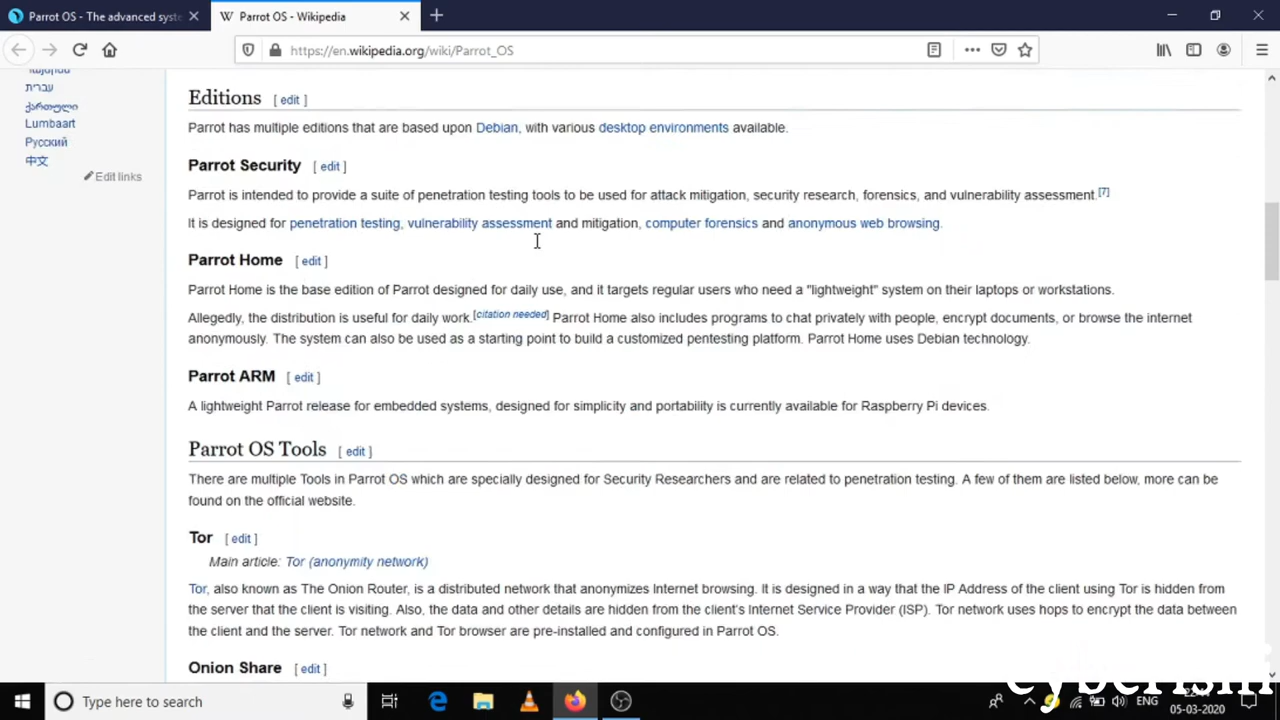 Parrot OS - The advanced syste
Parrot OS - Wikipedia
https://en.wikipedia.org/wiki/Parrot_OS
עברית
ქართული
Lumbaart
Русский
中文
Edit links
Editions [ edit ]
Parrot has multiple editions that are based upon Debian, with various desktop environments available.
Parrot Security [ edit ]
Parrot is intended to provide a suite of penetration testing tools to be used for attack mitigation, security research, forensics, and vulnerability assessment.[7]
It is designed for penetration testing, vulnerability assessment and mitigation, computer forensics and anonymous web browsing.
Parrot Home [ edit ]
Parrot Home is the base edition of Parrot designed for daily use, and it targets regular users who need a "lightweight" system on their laptops or workstations.
Allegedly, the distribution is useful for daily work.[citation needed] Parrot Home also includes programs to chat privately with people, encrypt documents, or browse the internet
anonymously. The system can also be used as a starting point to build a customized pentesting platform. Parrot Home uses Debian technology.
Parrot ARM [ edit ]
A lightweight Parrot release for embedded systems, designed for simplicity and portability is currently available for Raspberry Pi devices.
Parrot OS Tools [ edit ]
There are multiple Tools in Parrot OS which are specially designed for Security Researchers and are related to penetration testing. A few of them are listed below, more can be
found on the official website.
Tor [ edit ]
Main article: Tor (anonymity network)
Tor, also known as The Onion Router, is a distributed network that anonymizes Internet browsing. It is designed in a way that the IP Address of the client using Tor is hidden from
the server that the client is visiting. Also, the data and other details are hidden from the client's Internet Service Provider (ISP). Tor network uses hops to encrypt the data between
the client and the server. Tor network and Tor browser are pre-installed and configured in Parrot OS.
Onion Share [ edit ]
Type here to search
ENG
05-03-2020